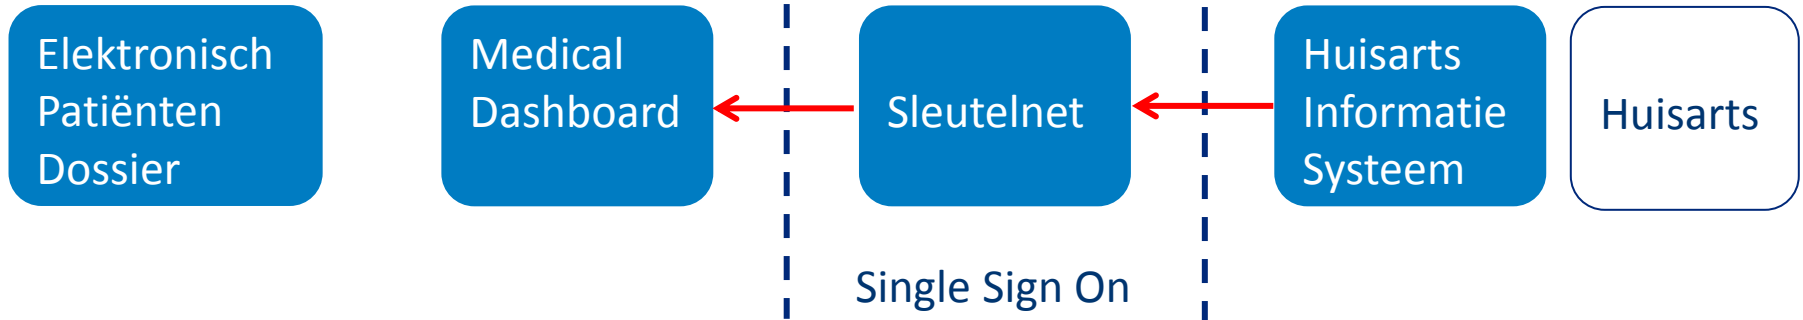 Elektronisch
Patiënten
Dossier
Medical
Dashboard
Sleutelnet
Huisarts
Informatie
Systeem
Huisarts
Single Sign On